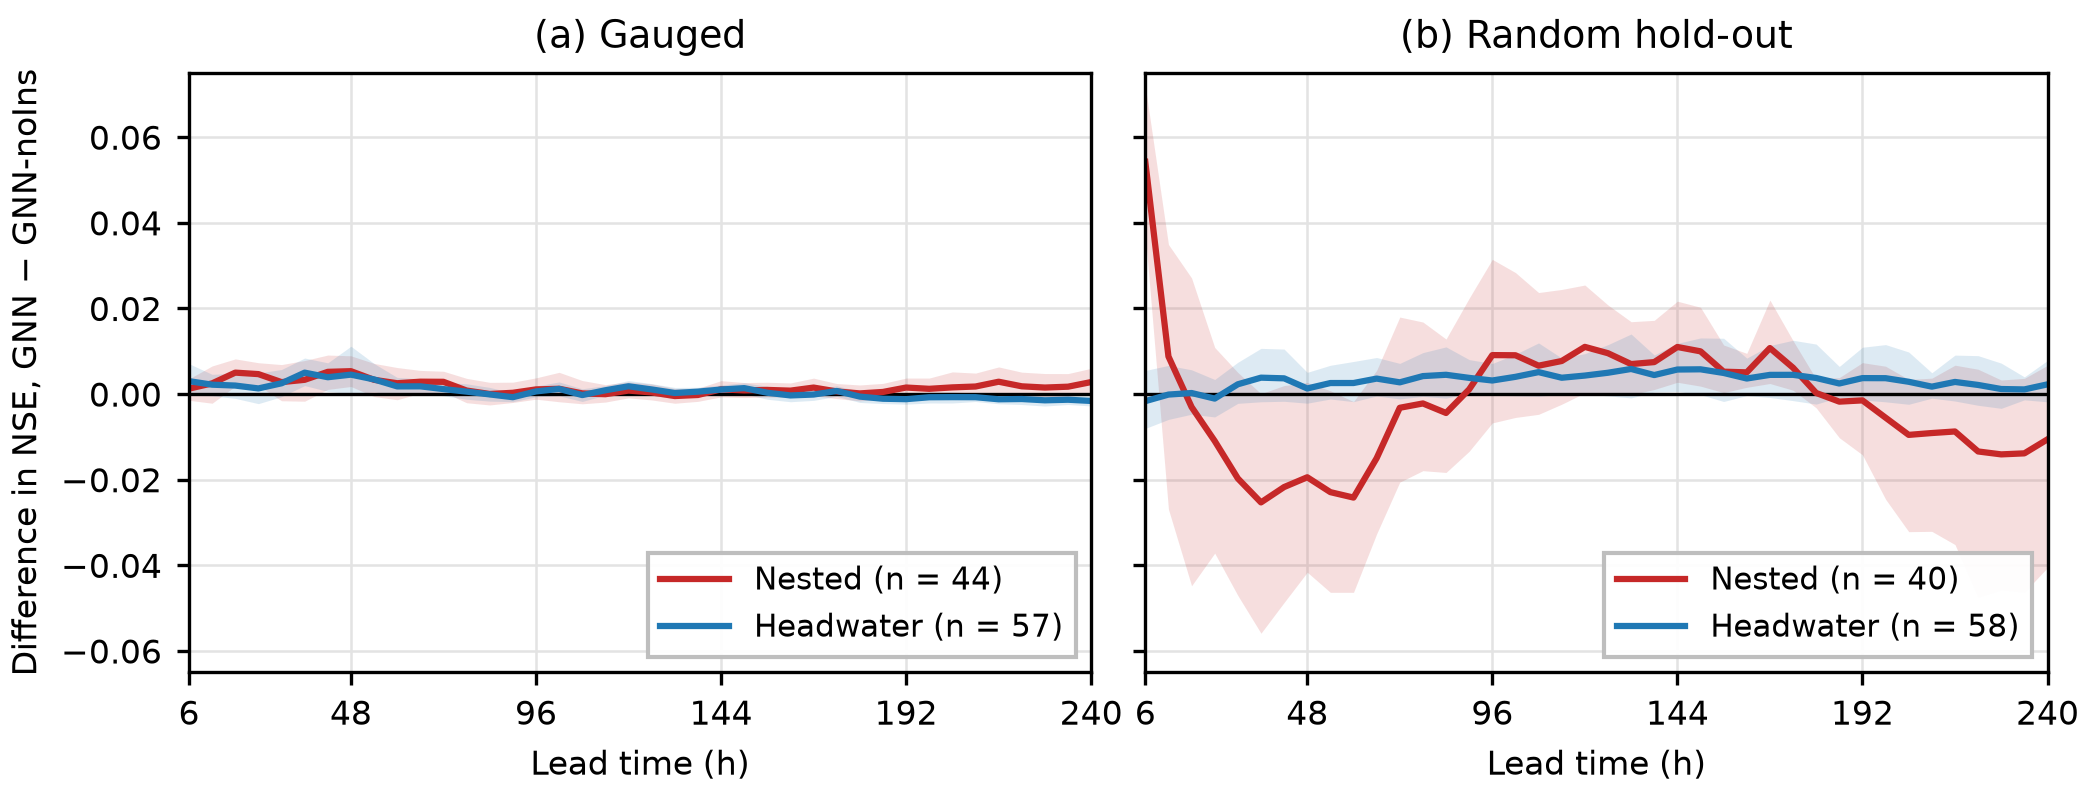 (a) Gauged
(b) Random hold-out
Difference in NSE, GNN − GNN-noIns
0.06
0.04
0.02
0.00
−0.02
−0.04
−0.06
Nested (n = 44)
Headwater (n = 57)
Nested (n = 40)
Headwater (n = 58)
6 48 96 144 192 240
6 48 96 144 192 240
Lead time (h)
Lead time (h)